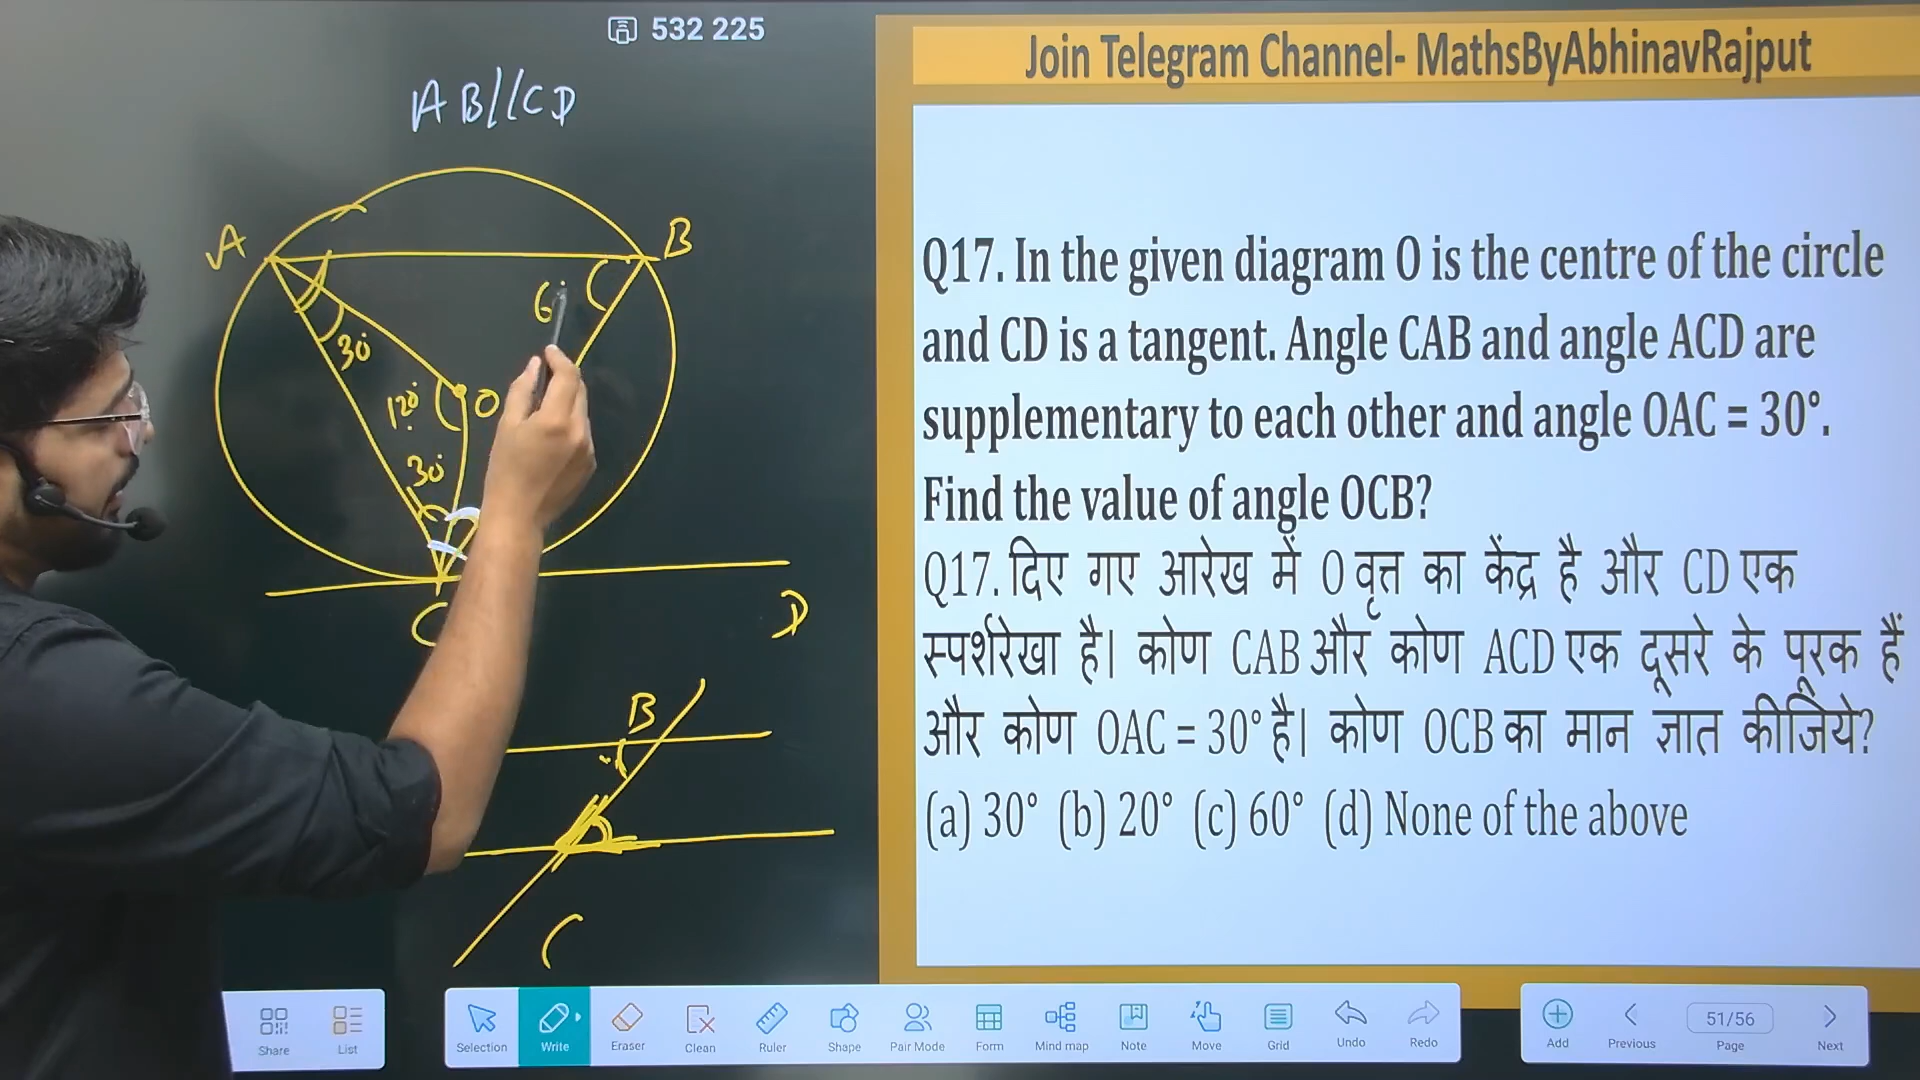 532 225
Join Telegram Channel- MathsByAbhinavRajput
AB//CD
A
B
6
30°
120°
O
30°
C
D
B
C
Q17. In the given diagram O is the centre of the circle
and CD is a tangent. Angle CAB and angle ACD are
supplementary to each other and angle OAC = 30°.
Find the value of angle OCB?
Q17. दिए गए आरेख में O वृत्त का केंद्र है और CD एक
स्पर्शरेखा है। कोण CAB और कोण ACD एक दूसरे के पूरक हैं
और कोण OAC = 30° है। कोण OCB का मान ज्ञात कीजिये?
(a) 30° (b) 20° (c) 60° (d) None of the above
Share
List
Selection
Write
Eraser
Clean
Ruler
Shape
Pair Mode
Form
Mind map
Note
Move
Grid
Undo
Redo
Add
Previous
51/56
Page
Next